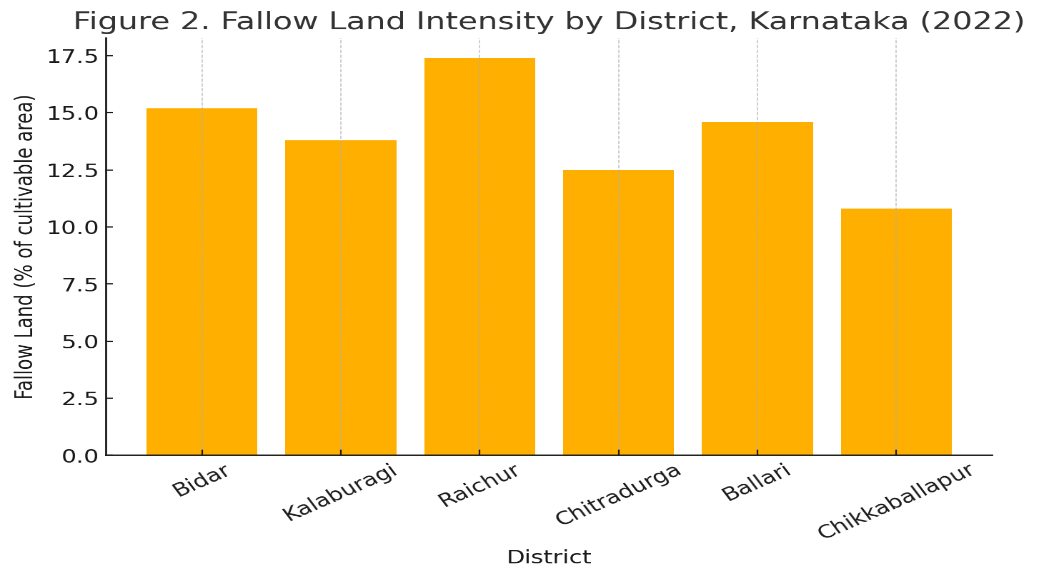 Figure 2. Fallow Land Intensity by District, Karnataka (2022)
Fallow Land (% of cultivable area)
17.5
15.0
12.5
10.0
7.5
5.0
2.5
0.0
Bidar
Kalaburagi
Raichur
Chitradurga
Ballari
Chikkaballapur
District